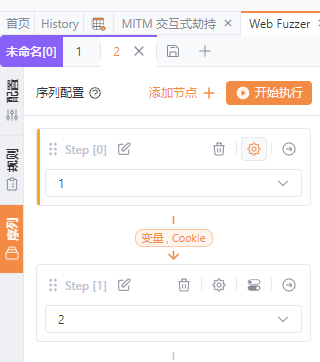 首页 History MITM 交互式劫持 Web Fuzzer
未命名[0] 1 2
配置
规则
序列
序列配置 添加节点 开始执行
Step [0]
1
变量 , Cookie
Step [1]
2